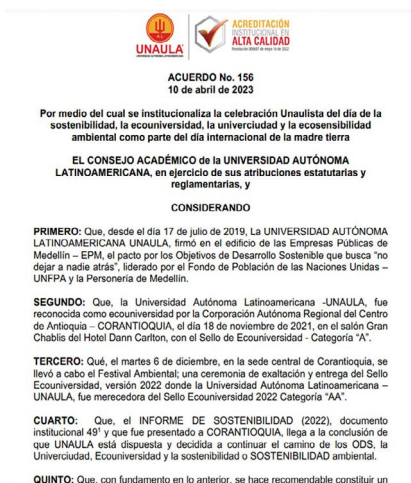 UNAULA
UNIVERSIDAD AUTÓNOMA LATINOAMERICANA
ACREDITACIÓN
INSTITUCIONAL EN
ALTA CALIDAD
ACUERDO No. 156
10 de abril de 2023
Por medio del cual se institucionaliza la celebración Unaulista del día de la
sostenibilidad, la ecouniversidad, la univerciudad y la ecosensibilidad
ambiental como parte del día internacional de la madre tierra
EL CONSEJO ACADÉMICO de la UNIVERSIDAD AUTÓNOMA
LATINOAMERICANA, en ejercicio de sus atribuciones estatutarias y
reglamentarias, y
CONSIDERANDO
PRIMERO: Que, desde el día 17 de julio de 2019, La UNIVERSIDAD AUTÓNOMA
LATINOAMERICANA UNAULA, firmó en el edificio de las Empresas Públicas de
Medellín – EPM, el pacto por los Objetivos de Desarrollo Sostenible que busca “no
dejar a nadie atrás”, liderado por el Fondo de Población de las Naciones Unidas –
UNFPA y la Personería de Medellín.
SEGUNDO: Que, la Universidad Autónoma Latinoamericana -UNAULA, fue
reconocida como ecouniversidad por la Corporación Autónoma Regional del Centro
de Antioquia – CORANTIOQUIA, el día 18 de noviembre de 2021, en el salón Gran
Chablis del Hotel Dann Carlton, con el Sello de Ecouniversidad - Categoría “A”.
TERCERO: Qué, el martes 6 de diciembre, en la sede central de Corantioquia, se
llevó a cabo el Festival Ambiental; una ceremonia de exaltación y entrega del Sello
Ecouniversidad, versión 2022 donde la Universidad Autónoma Latinoamericana –
UNAULA, fue merecedora del Sello Ecouniversidad 2022 Categoría “AA”.
CUARTO: Que, el INFORME DE SOSTENIBILIDAD (2022), documento
institucional 49¹ y que fue presentado a CORANTIOQUIA, llega a la conclusión de
que UNAULA está dispuesta y decidida a continuar el camino de los ODS, la
Univerciudad, Ecouniversidad y la sostenibilidad o SOSTENIBILIDAD ambiental.
QUINTO: Que, con fundamento en lo anterior, se hace recomendable constituir un